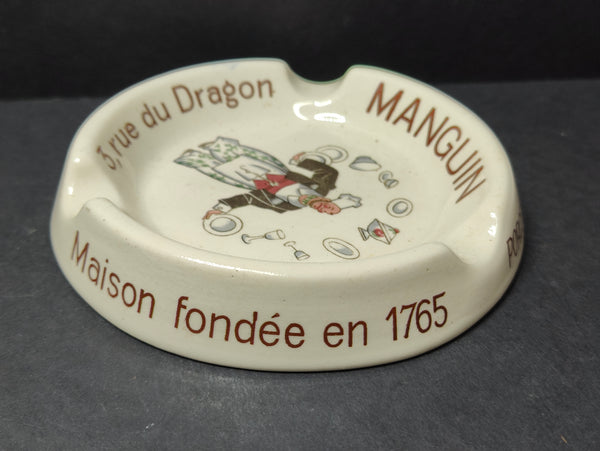 3, rue du Dragon
MANGUIN
Maison fondée en 1765